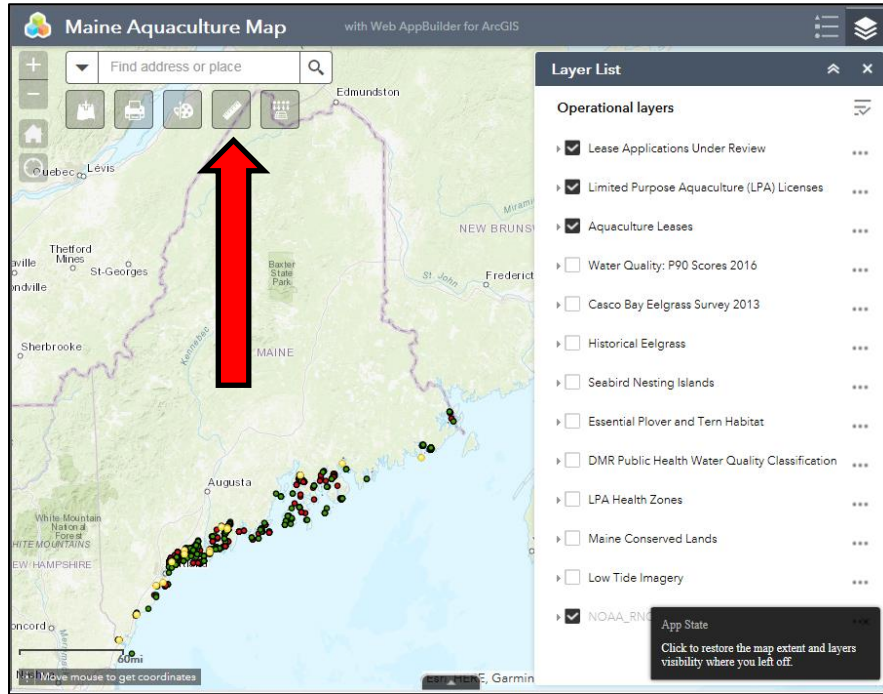 Maine Aquaculture Map
with Web AppBuilder for ArcGIS
+
Find address or place
−
Layer List
Operational layers
Lease Applications Under Review
Limited Purpose Aquaculture (LPA) Licenses
Aquaculture Leases
Water Quality: P90 Scores 2016
Casco Bay Eelgrass Survey 2013
Historical Eelgrass
Seabird Nesting Islands
Essential Plover and Tern Habitat
DMR Public Health Water Quality Classification
LPA Health Zones
Maine Conserved Lands
Low Tide Imagery
App State
Click to restore the map extent and layers
visibility where you left off.
Edmundston
Lévis
NEW BRUNS
Thetford
Mines
St-Georges
Baxter
State
Park
St. John
Frederict
Sherbrooke
Kennebec
MAINE
Augusta
White Mountain
National
Forest
HITE MOUNTAINS
EW HAMPSHIRE
oncord
60mi
Move mouse to get coordinates
Esri, HERE, Garmin